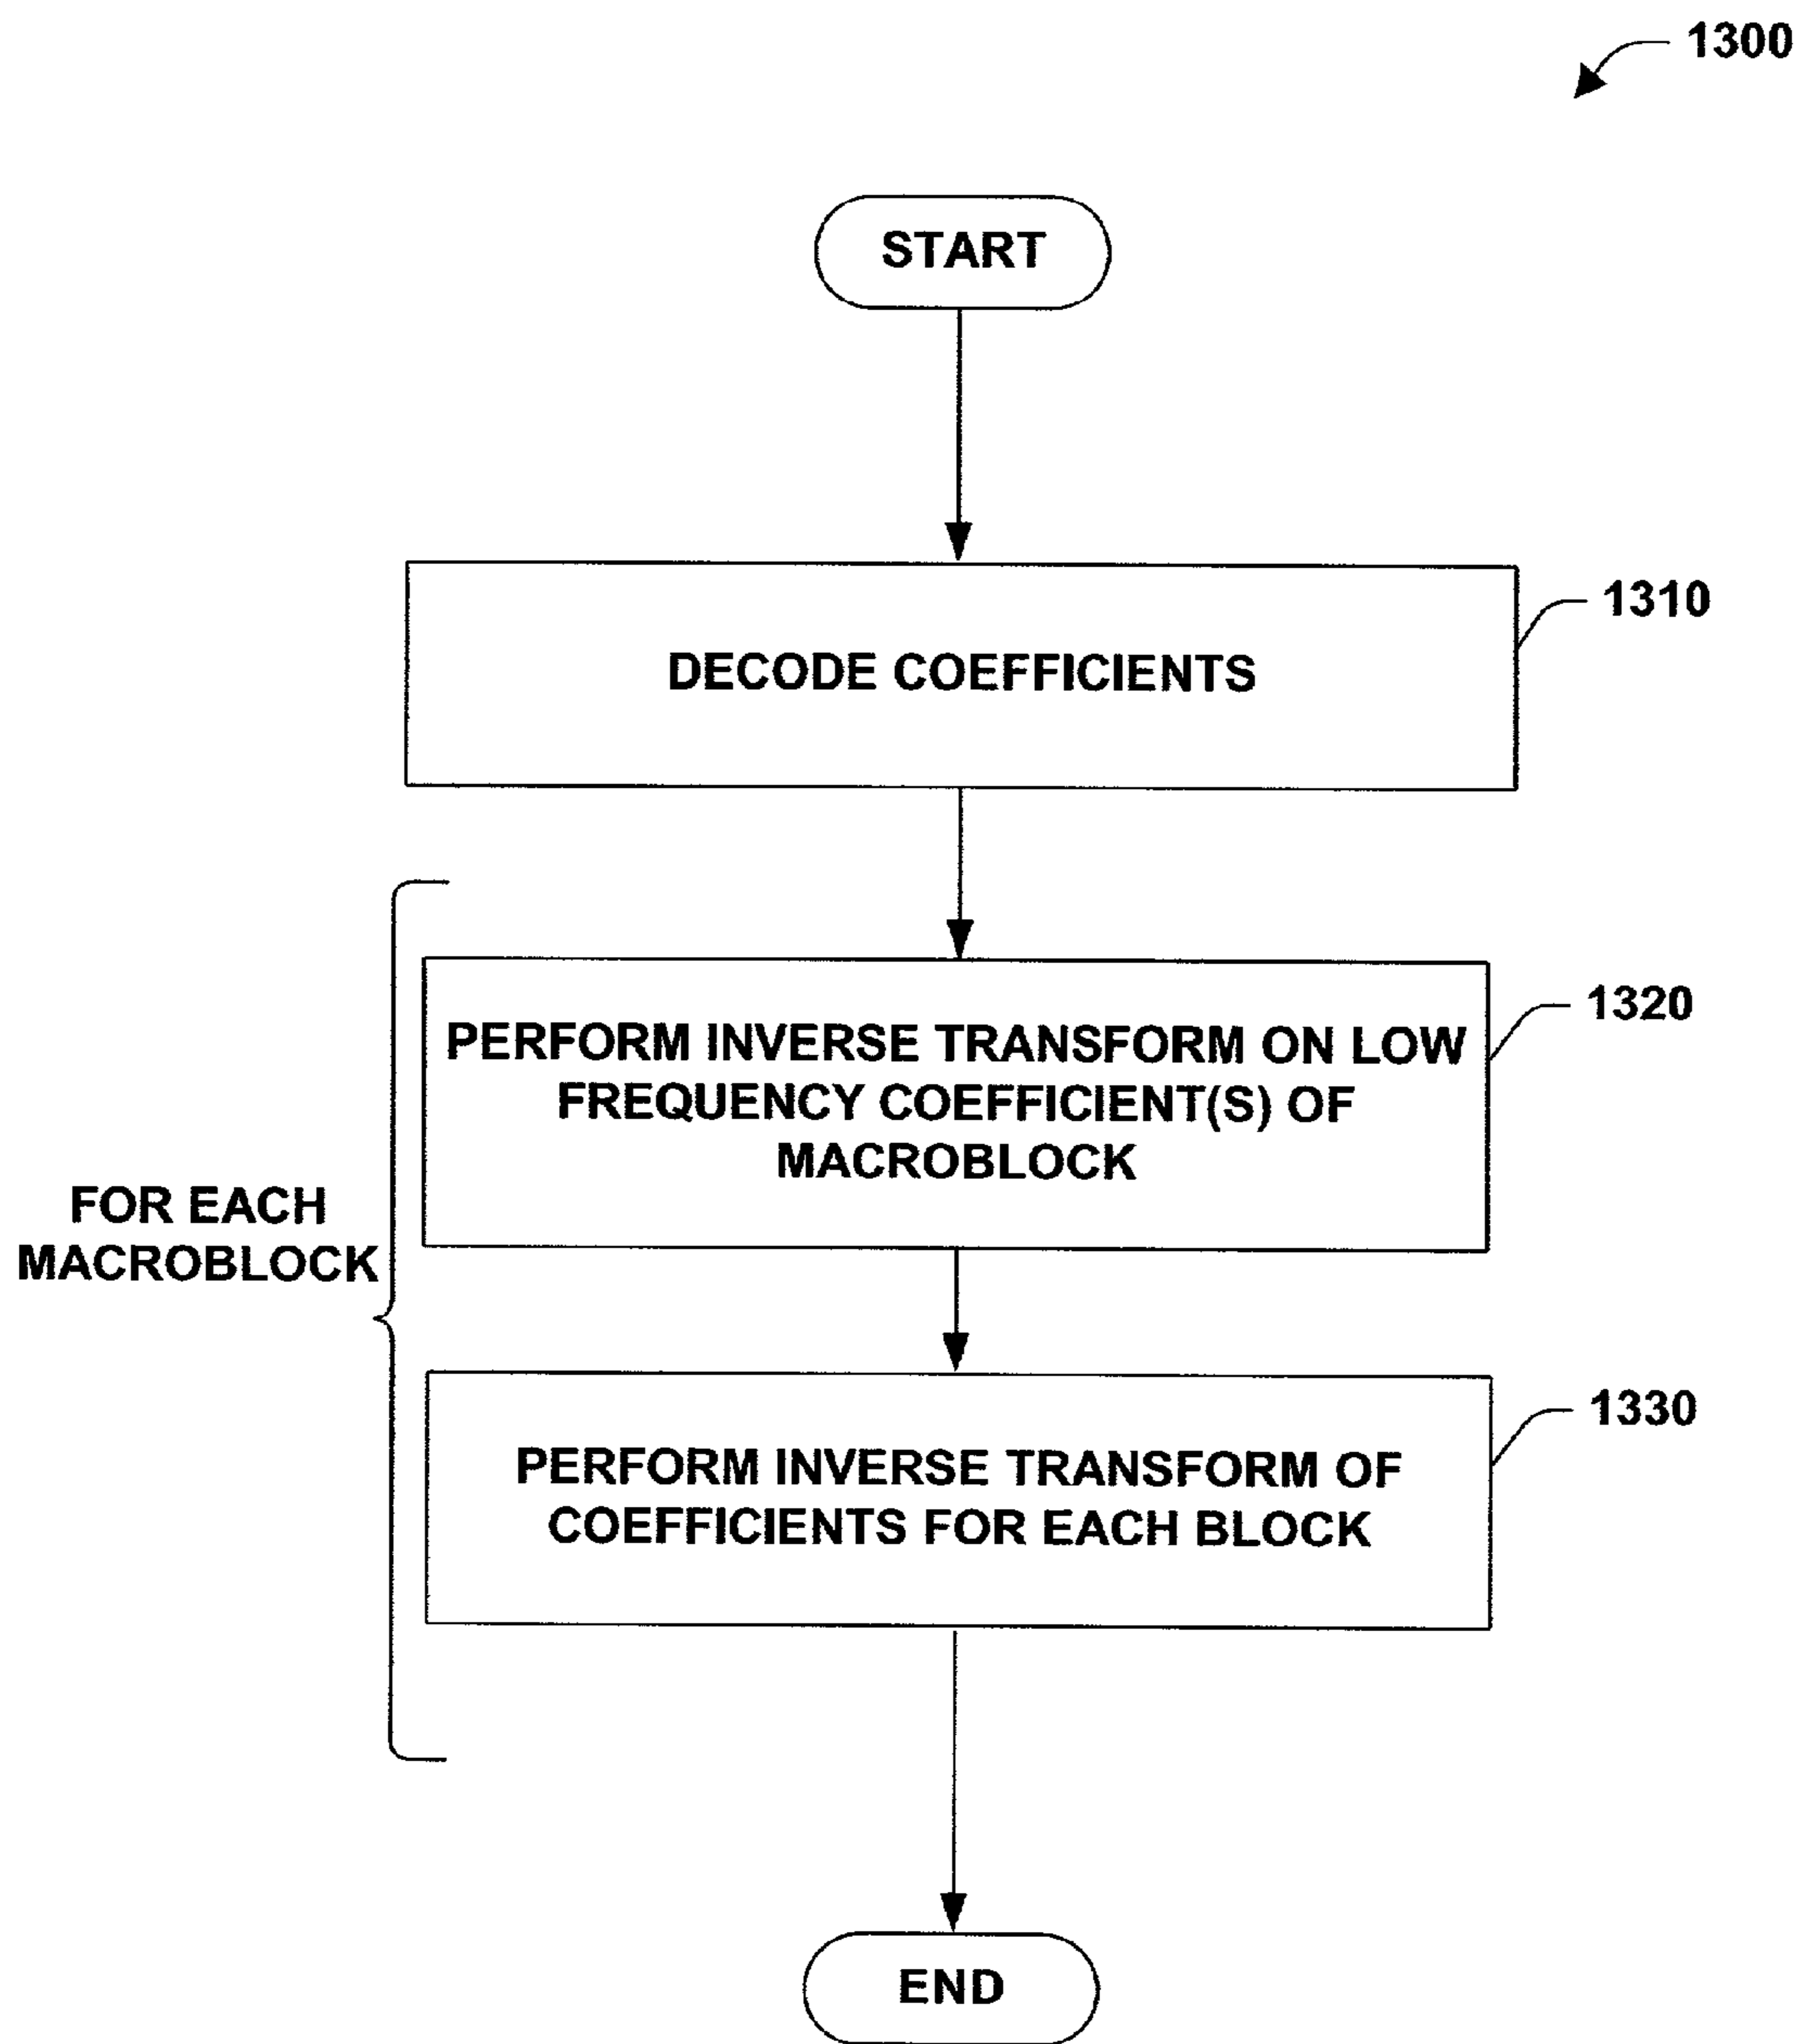 1300
START
1310
DECODE COEFFICIENTS
1320
PERFORM INVERSE TRANSFORM ON LOW
FREQUENCY COEFFICIENT(S) OF
MACROBLOCK
FOR EACH
MACROBLOCK
1330
PERFORM INVERSE TRANSFORM OF
COEFFICIENTS FOR EACH BLOCK
END